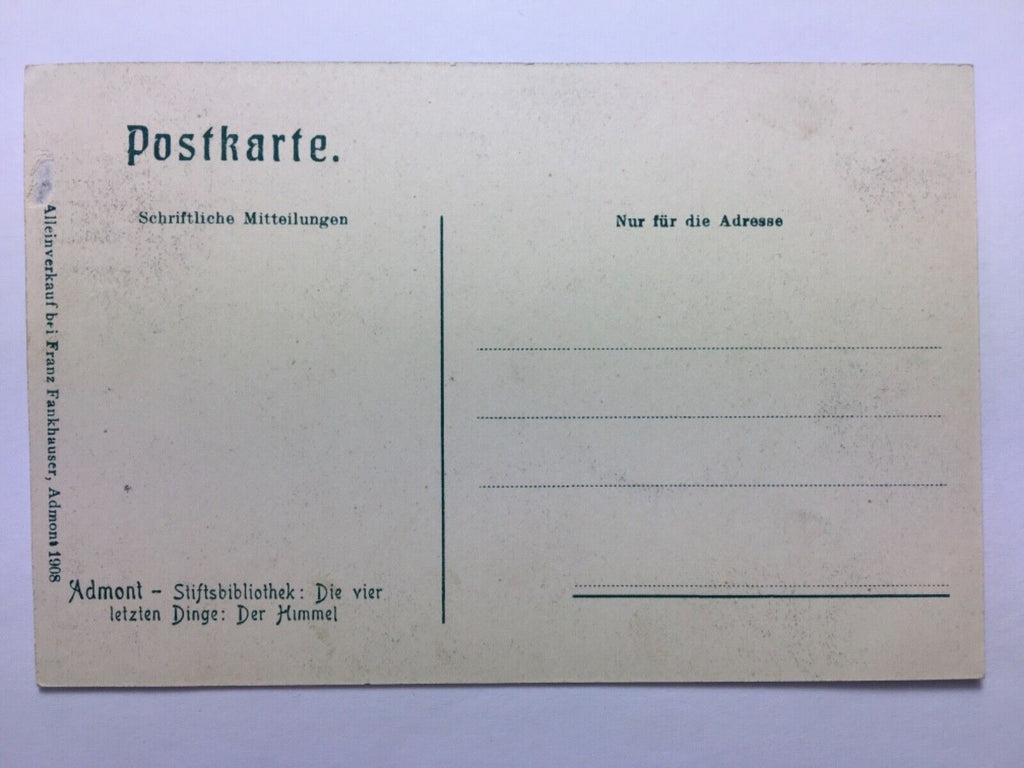 Postkarte.
Schriftliche Mitteilungen
Nur für die Adresse
Alleinverkauf bei Franz Fankhauser, Admont 1908
Admont – Stiftsbibliothek: Die vier
letzten Dinge: Der Himmel